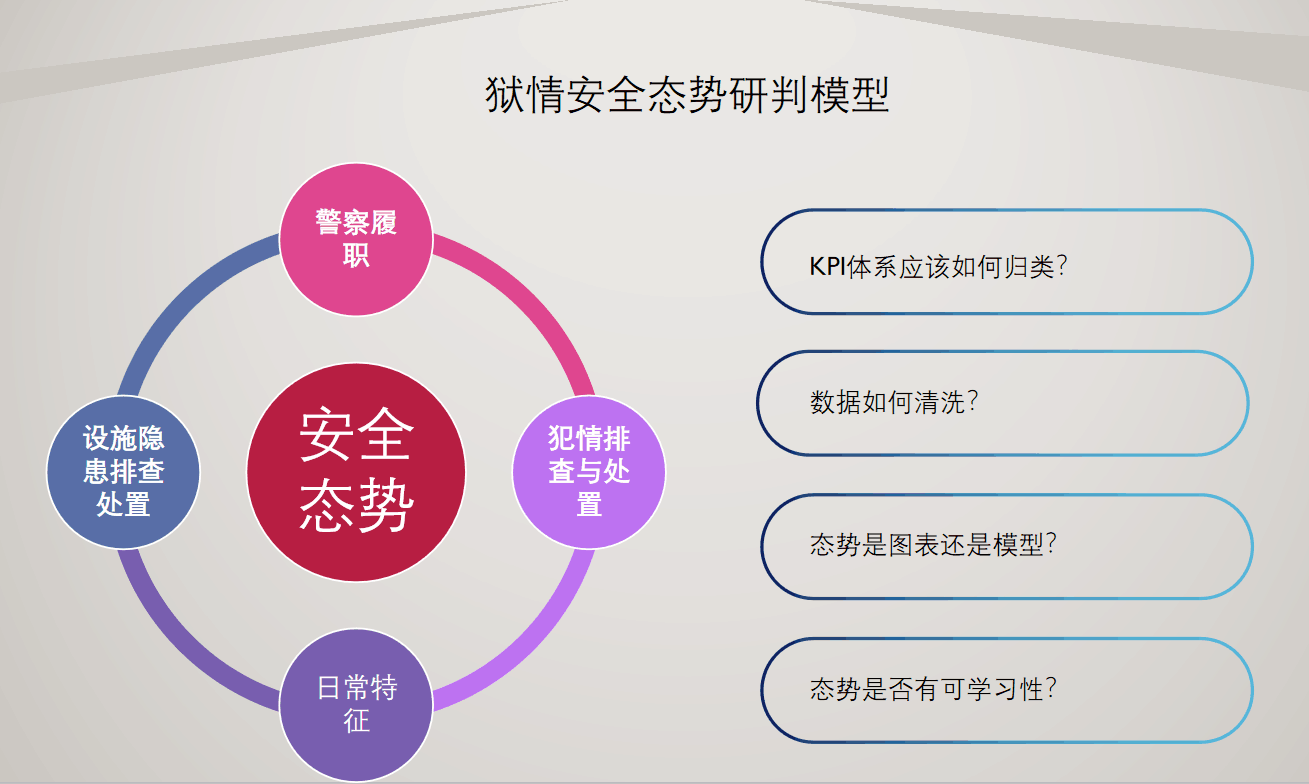 狱情安全态势研判模型
警察履
职
设施隐
患排查
处置
安全
态势
犯情排
查与处
置
日常特
征
KPI体系应该如何归类?
数据如何清洗?
态势是图表还是模型?
态势是否有可学习性?